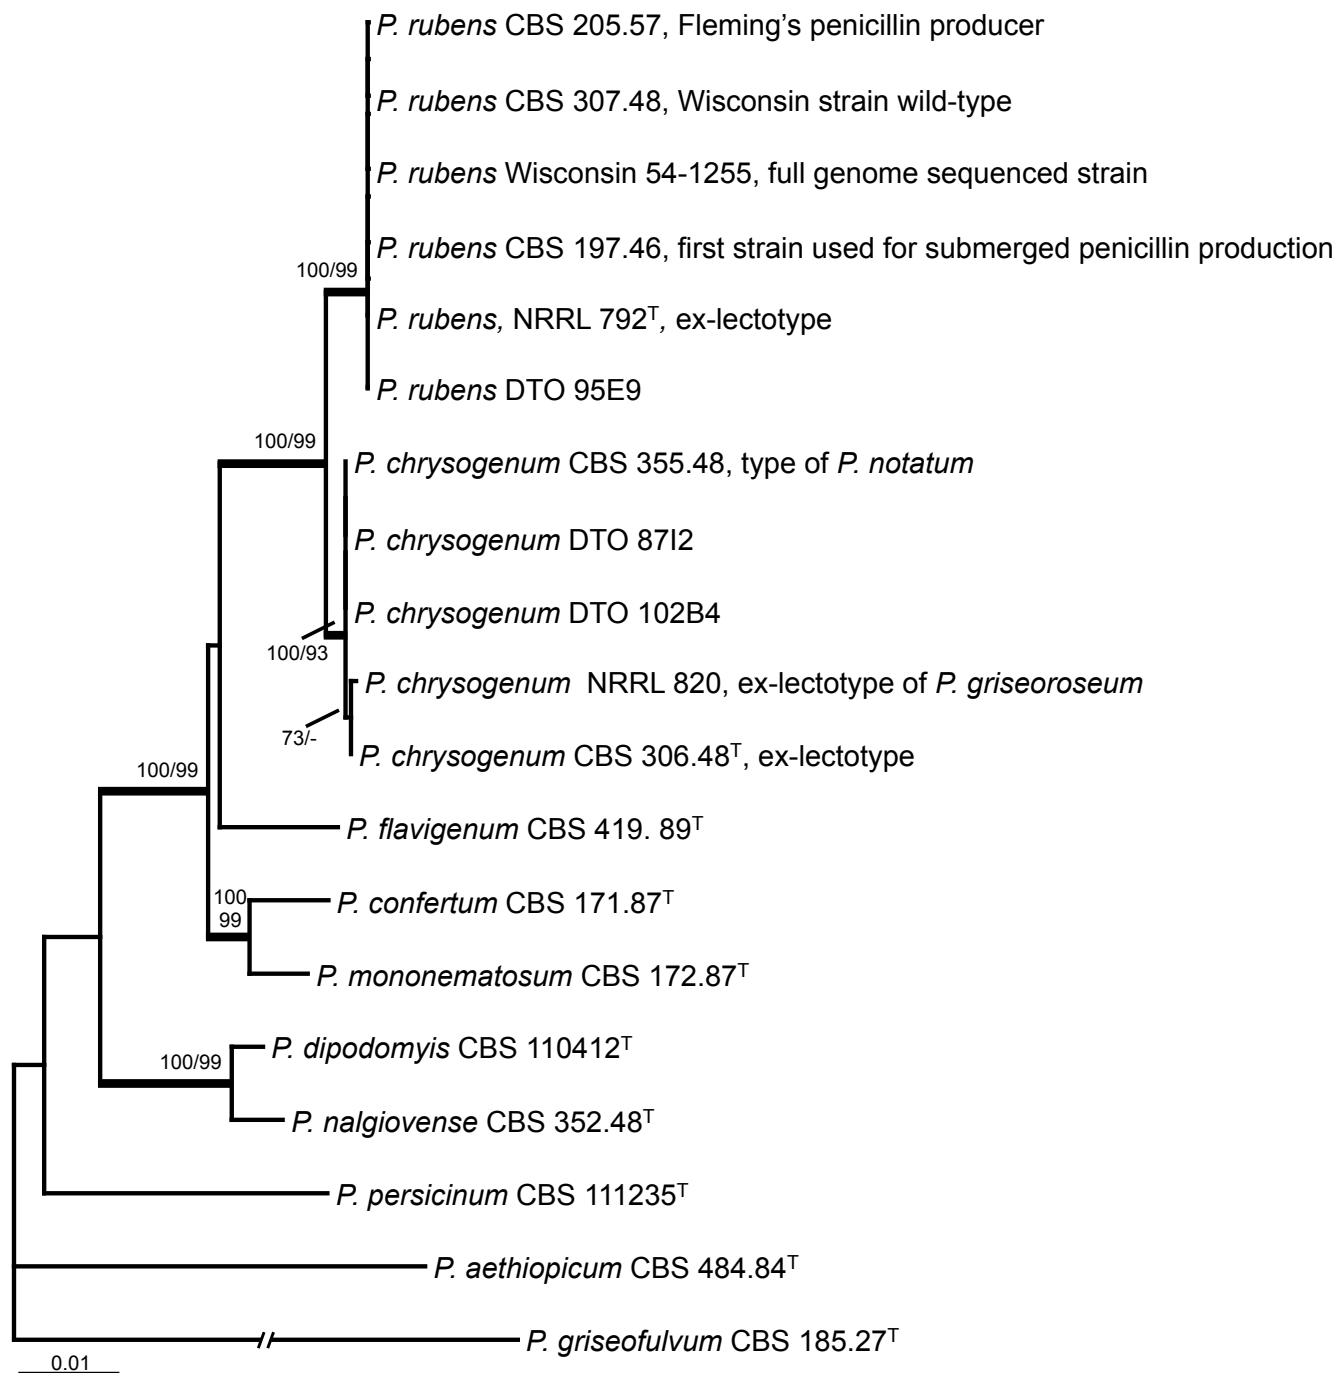 P. rubens CBS 205.57, Fleming’s penicillin producer
P. rubens CBS 307.48, Wisconsin strain wild-type
P. rubens Wisconsin 54-1255, full genome sequenced strain
P. rubens CBS 197.46, first strain used for submerged penicillin production
100/99
P. rubens, NRRL 792ᵀ, ex-lectotype
P. rubens DTO 95E9
100/99
P. chrysogenum CBS 355.48, type of P. notatum
P. chrysogenum DTO 87I2
P. chrysogenum DTO 102B4
100/93
P. chrysogenum NRRL 820, ex-lectotype of P. griseoroseum
73/-
P. chrysogenum CBS 306.48ᵀ, ex-lectotype
100/99
P. flavigenum CBS 419. 89ᵀ
100
99
P. confertum CBS 171.87ᵀ
P. mononematosum CBS 172.87ᵀ
P. dipodomyis CBS 110412ᵀ
100/99
P. nalgiovense CBS 352.48ᵀ
P. persicinum CBS 111235ᵀ
P. aethiopicum CBS 484.84ᵀ
P. griseofulvum CBS 185.27ᵀ
0.01